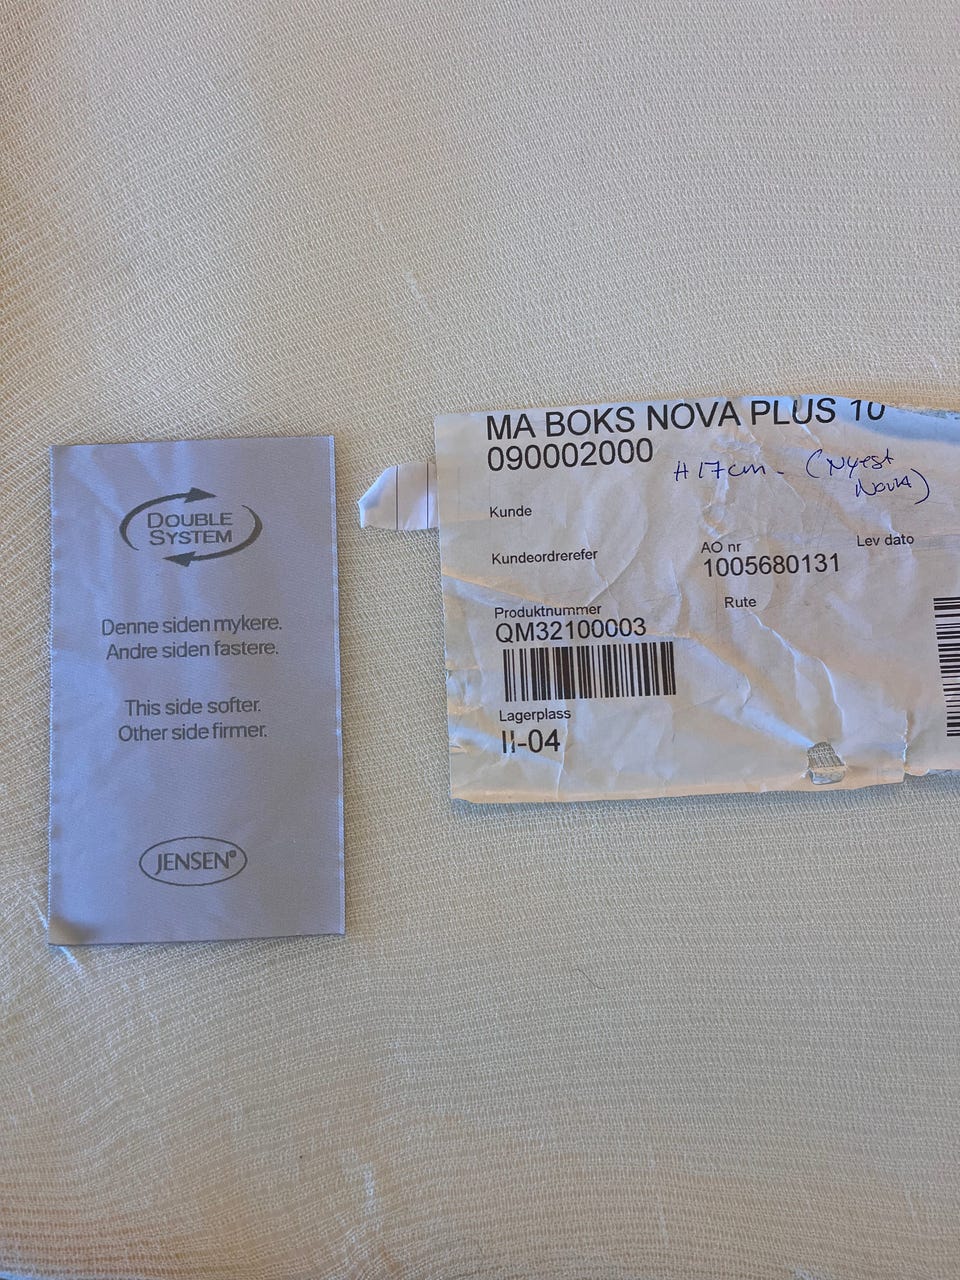 DOUBLE
SYSTEM
Denne siden mykere.
Andre siden fastere.
This side softer.
Other side firmer.
JENSEN®
MA BOKS NOVA PLUS 10
090002000
H 17cm - (Nyest
Nova)
Kunde
Kundeordrerefer
AO nr
1005680131
Lev dato
Rute
Produktnummer
QM32100003
Lagerplass
II-04